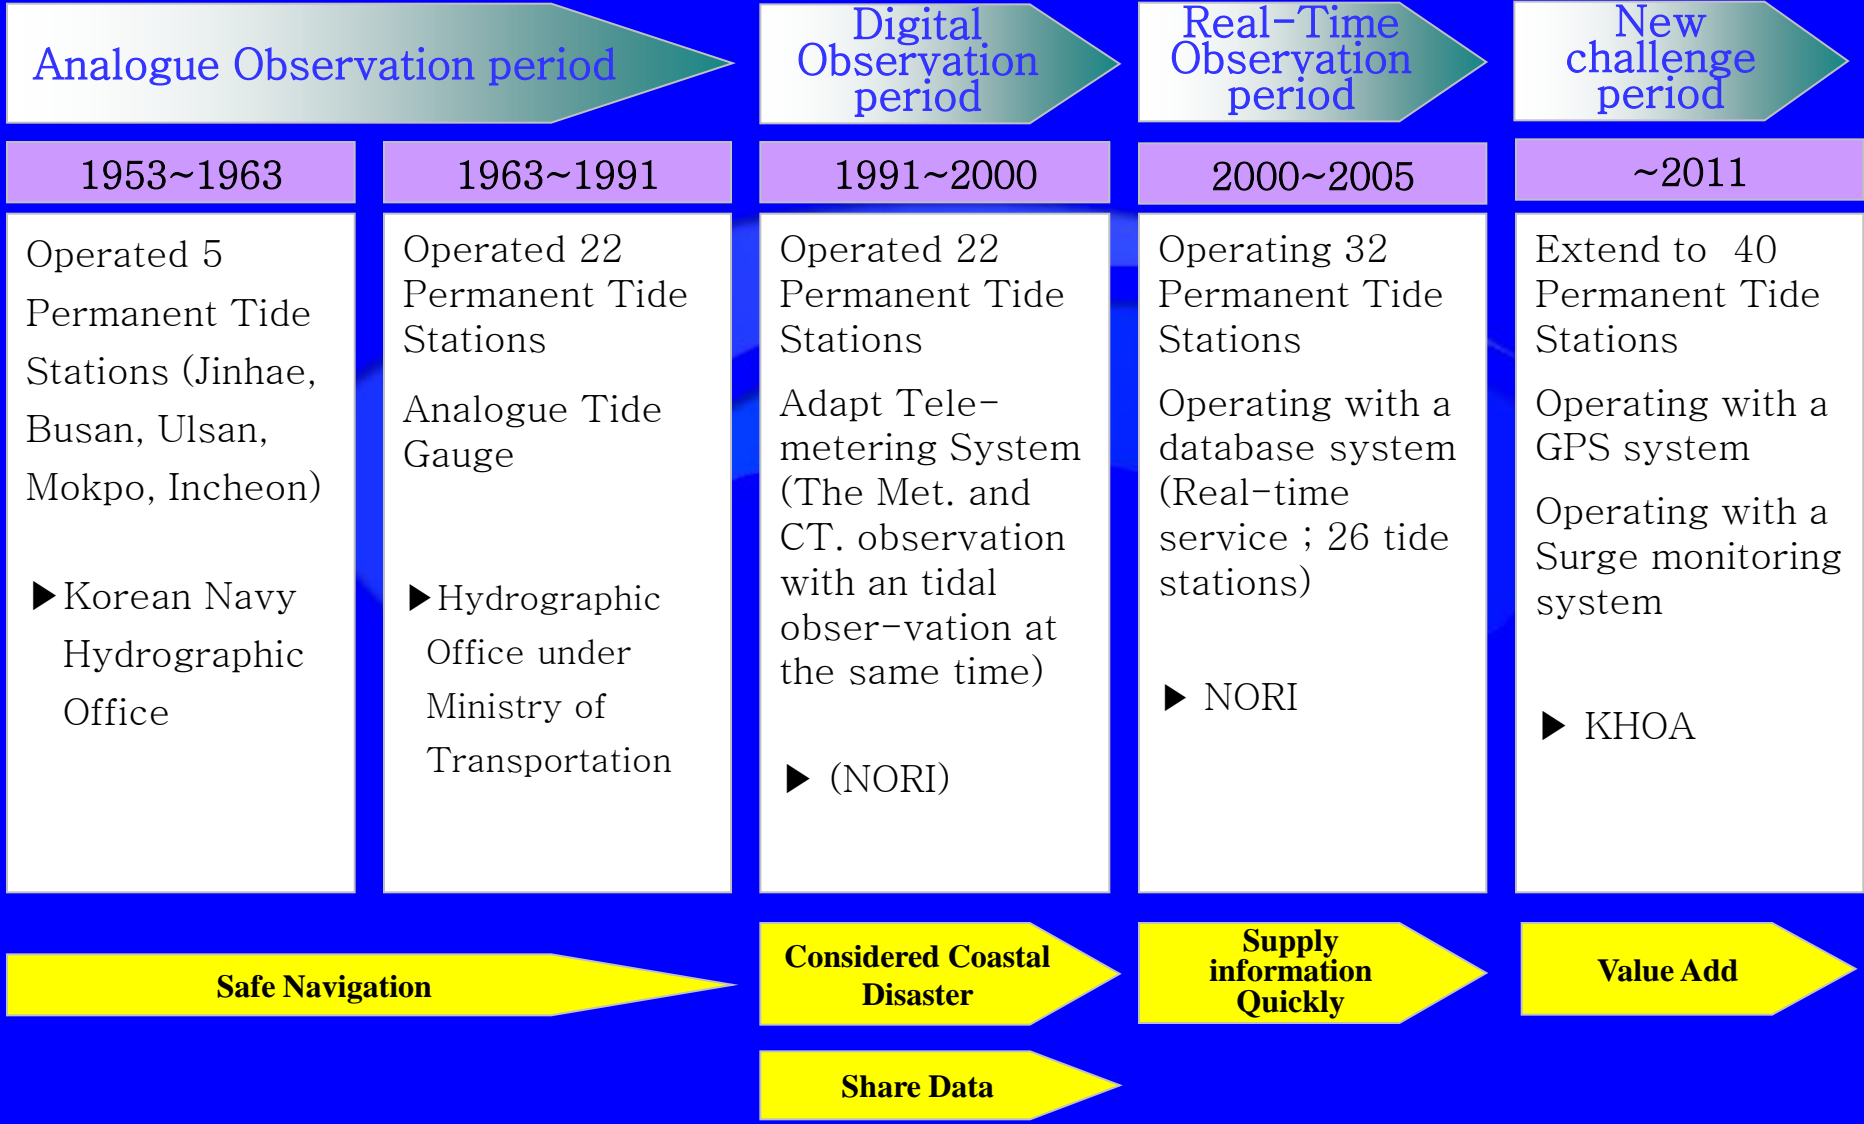 Analogue Observation period
Digital
Observation
period
Real-Time
Observation
period
New
challenge
period
1953~1963
1963~1991
1991~2000
2000~2005
~2011
Operated 5
Permanent Tide
Stations (Jinhae,
Busan, Ulsan,
Mokpo, Incheon)
▶Korean Navy
Hydrographic
Office
Operated 22
Permanent Tide
Stations
Analogue Tide
Gauge
▶Hydrographic
Office under
Ministry of
Transportation
Operated 22
Permanent Tide
Stations
Adapt Tele-
metering System
(The Met. and
CT. observation
with an tidal
obser-vation at
the same time)
▶ (NORI)
Operating 32
Permanent Tide
Stations
Operating with a
database system
(Real-time
service ; 26 tide
stations)
▶ NORI
Extend to 40
Permanent Tide
Stations
Operating with a
GPS system
Operating with a
Surge monitoring
system
▶ KHOA
Safe Navigation
Considered Coastal
Disaster
Supply
information
Quickly
Value Add
Share Data